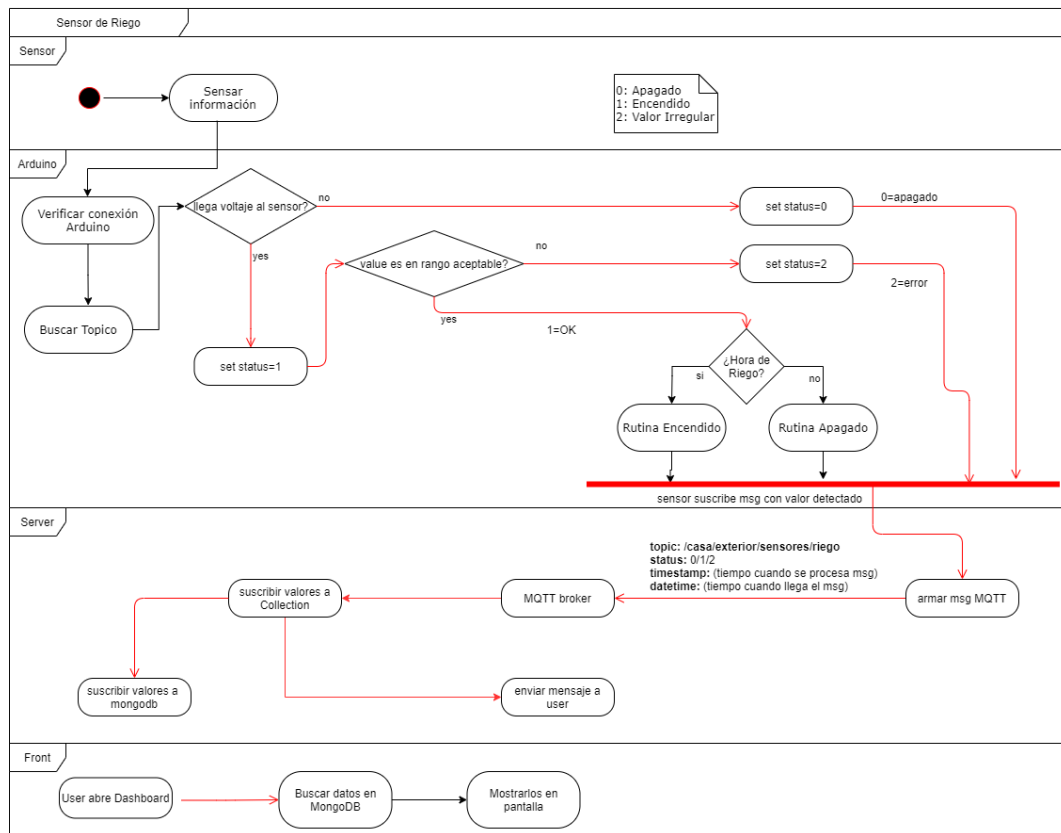 Sensor de Riego
Sensor
Sensar
información
0: Apagado
1: Encendido
2: Valor Irregular
Arduino
Verificar conexión
Arduino
Buscar Topico
llega voltaje al sensor?
no
yes
set status=1
value es en rango aceptable?
no
yes
1=OK
set status=0
0=apagado
set status=2
2=error
¿Hora de
Riego?
si
no
Rutina Encendido
Rutina Apagado
sensor suscribe msg con valor detectado
Server
topic: /casa/exterior/sensores/riego
status: 0/1/2
timestamp: (tiempo cuando se procesa msg)
datetime: (tiempo cuando llega el msg)
armar msg MQTT
MQTT broker
suscribir valores a
Collection
suscribir valores a
mongodb
enviar mensaje a
user
Front
User abre Dashboard
Buscar datos en
MongoDB
Mostrarlos en
pantalla